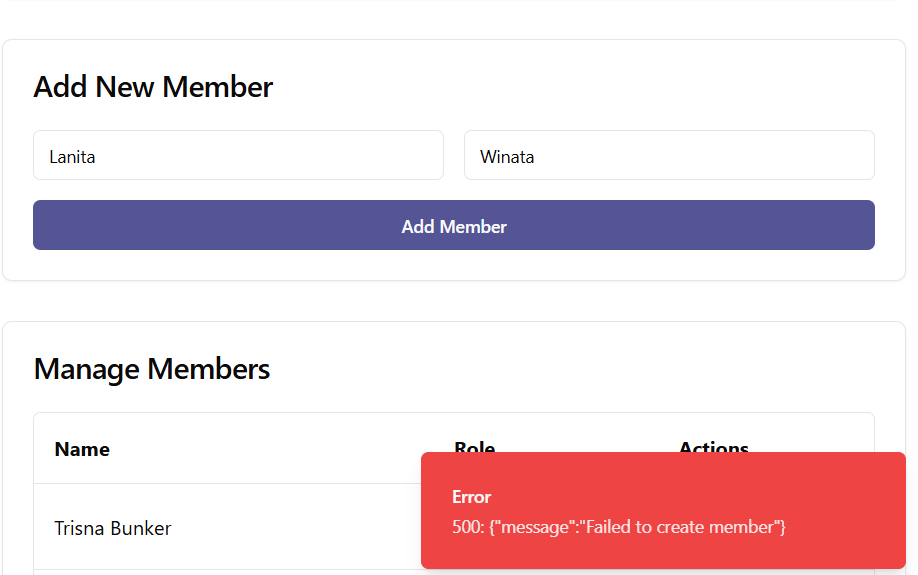 Add New Member
Lanita Winata
Add Member
Manage Members
Name Role Actions
Trisna Bunker
Error
500: {"message":"Failed to create member"}